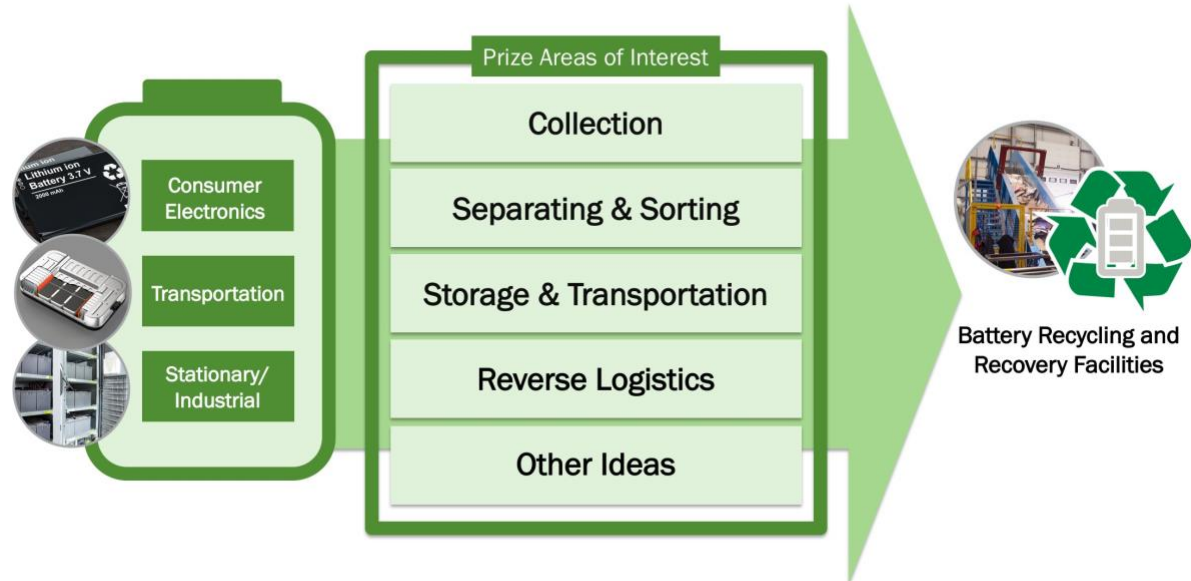 Prize Areas of Interest
Collection
Separating & Sorting
Storage & Transportation
Reverse Logistics
Other Ideas
Lithium ion
Battery 3.7 V
Consumer
Electronics
Transportation
Stationary/
Industrial
Battery Recycling and
Recovery Facilities